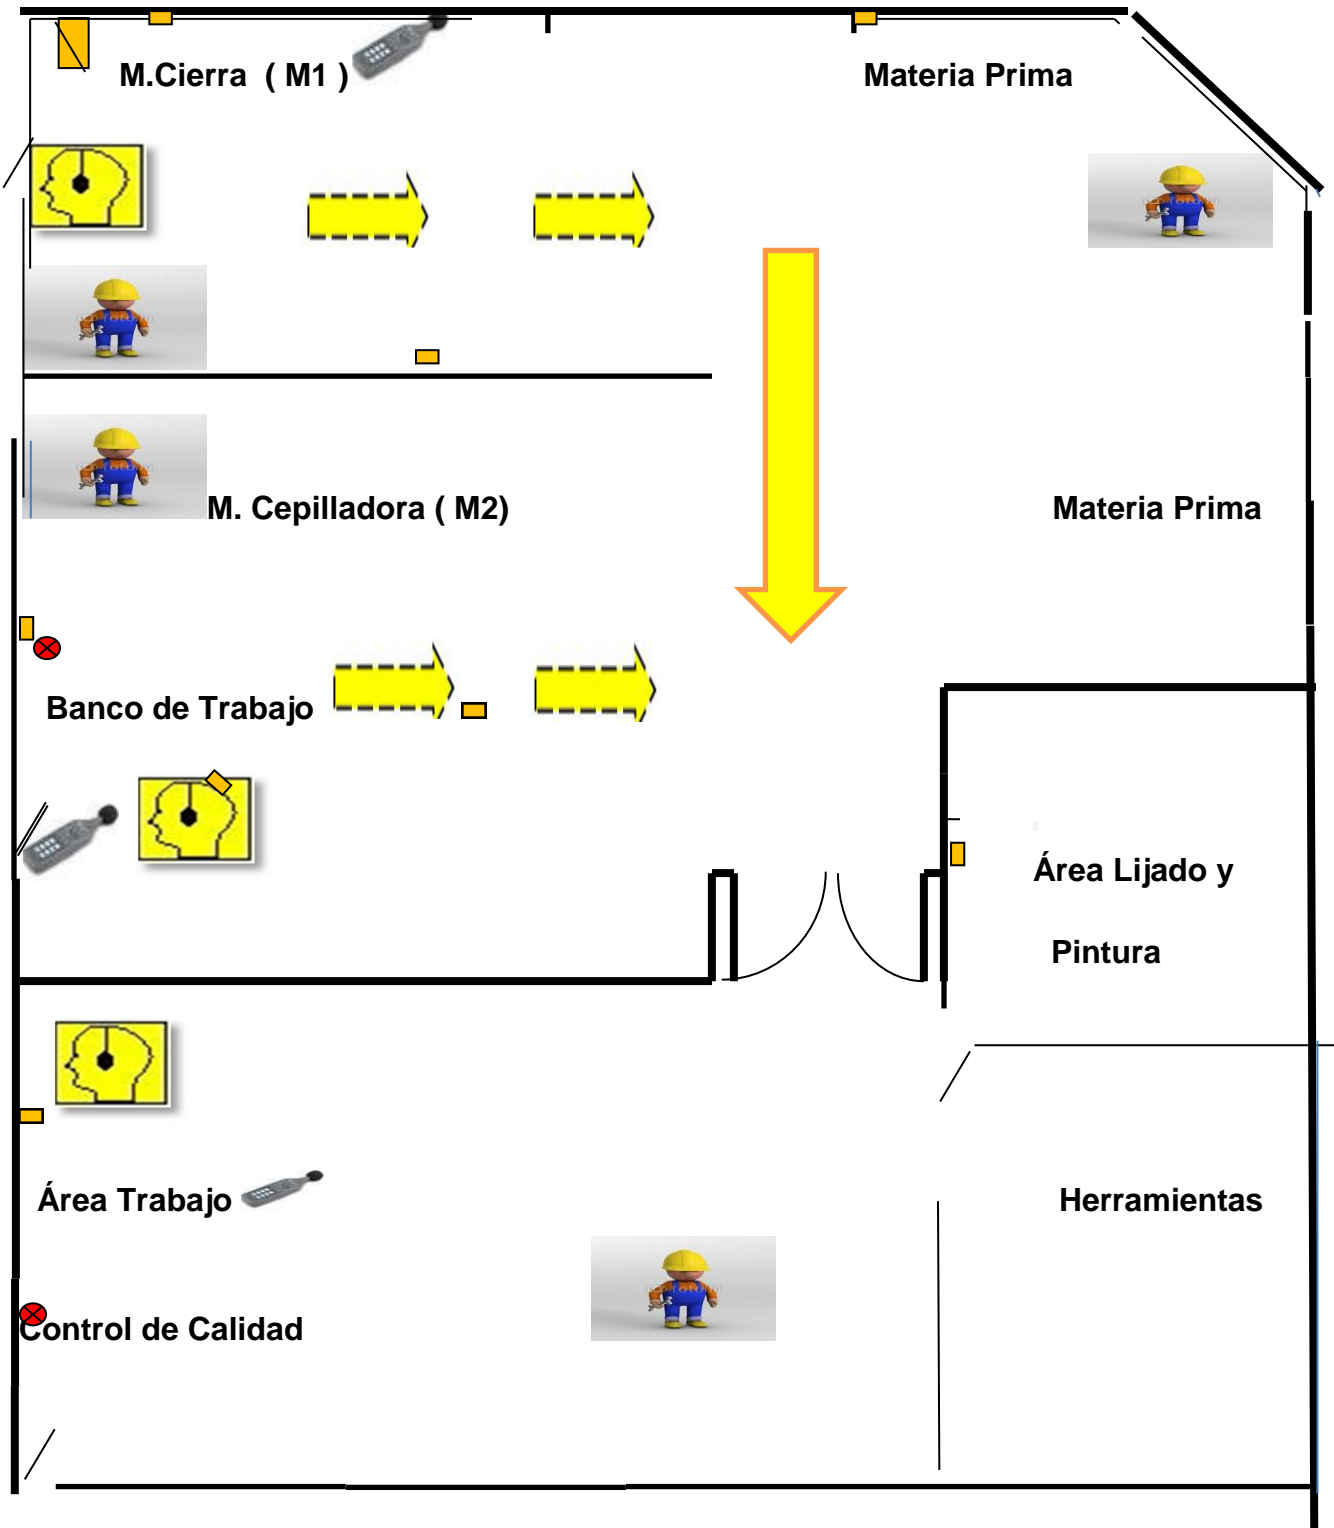 M.Cierra ( M1 )
Materia Prima
M. Cepilladora ( M2)
Materia Prima
Banco de Trabajo
Área Lijado y
Pintura
Área Trabajo
Herramientas
Control de Calidad